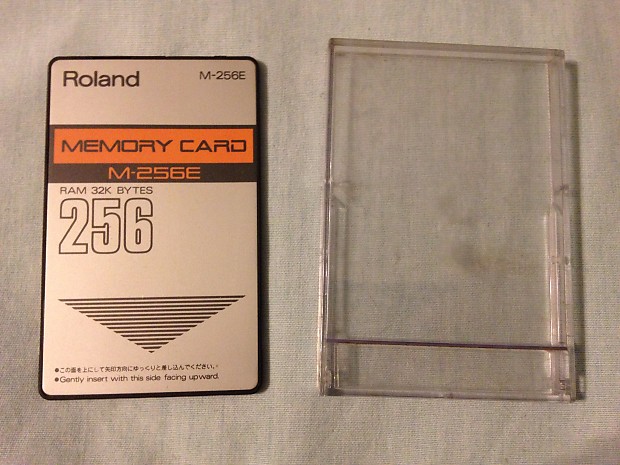 Roland M-256E
MEMORY CARD
M-256E
RAM 32K BYTES
256
●この面を上にして矢印方向にゆっくりと差し込んでください。
●Gently insert with this side facing upward.